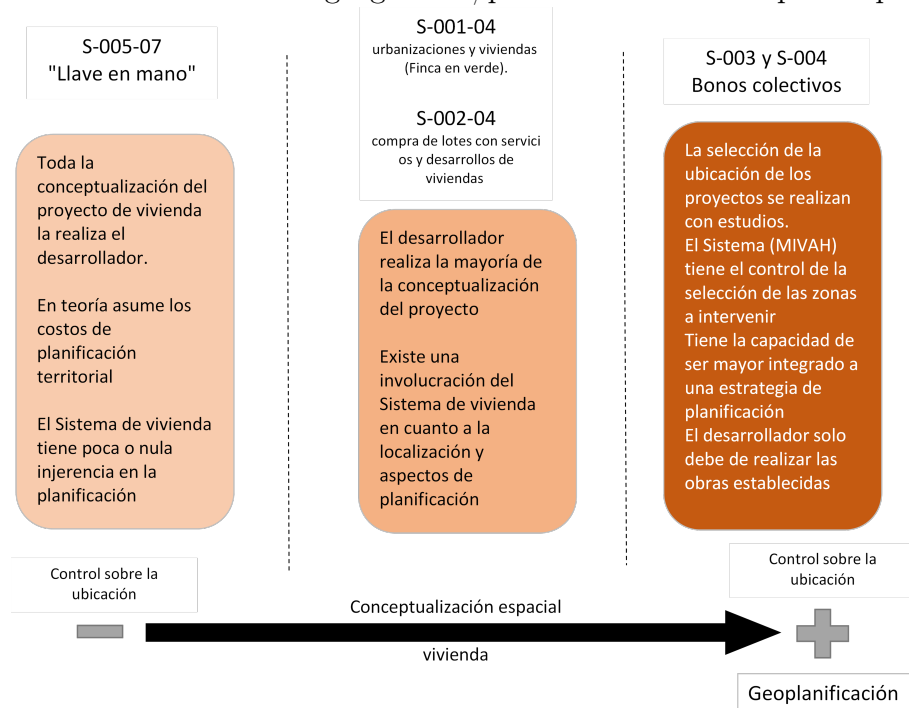 S-005-07
"Llave en mano"
Toda la
conceptualización del
proyecto de vivienda
la realiza el
desarrollador.
En teoría asume los
costos de
planificación
territorial
El Sistema de vivienda
tiene poca o nula
injerencia en la
planificación
S-001-04
urbanizaciones y viviendas
(Finca en verde).
S-002-04
compra de lotes con servici
os y desarrollos de
viviendas
El desarrollador
realiza la mayoría de
la conceptualización
del proyecto
Existe una
involucración del
Sistema de vivienda
en cuanto a la
localización y
aspectos de
planificación
S-003 y S-004
Bonos colectivos
La selección de la
ubicación de los
proyectos se realizan
con estudios.
El Sistema (MIVAH)
tiene el control de la
selección de las zonas
a intervenir
Tiene la capacidad de
ser mayor integrado a
una estrategia de
planificación
El desarrollador solo
debe de realizar las
obras establecidas
Control sobre la
ubicación
Conceptualización espacial
vivienda
Control sobre la
ubicación
Geoplanificación